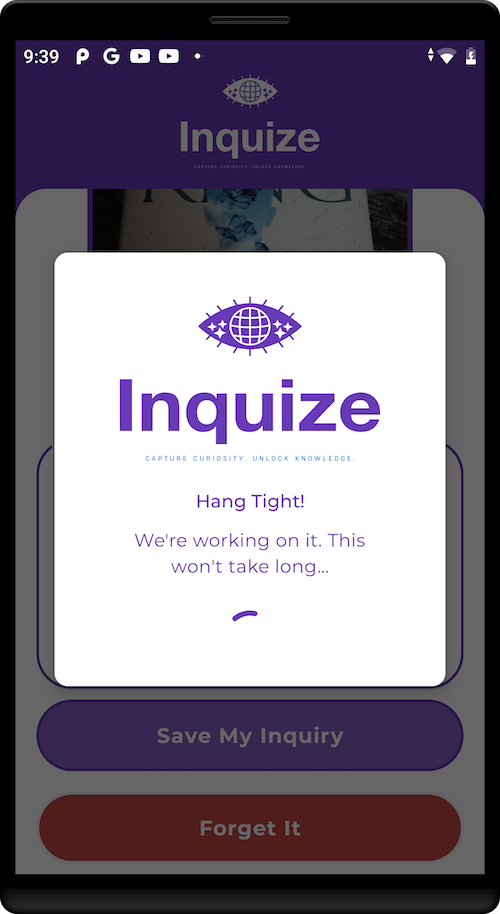 9:39
Inquize
CAPTURE CURIOSITY. UNLOCK KNOWLEDGE.
KING
Inquize
CAPTURE CURIOSITY. UNLOCK KNOWLEDGE.
Hang Tight!
We're working on it. This
won't take long...
Save My Inquiry
Forget It